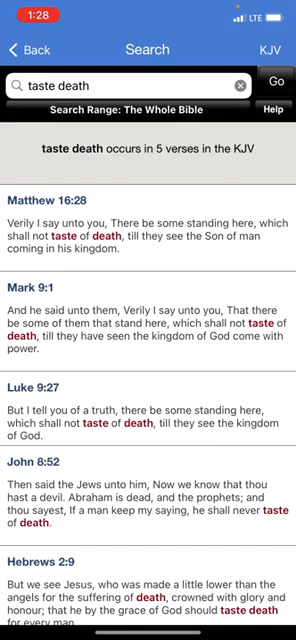 1:28
LTE
Back
Search
KJV
taste death
Go
Search Range: The Whole Bible
Help
taste death occurs in 5 verses in the KJV
Matthew 16:28
Verily I say unto you, There be some standing here, which
shall not taste of death, till they see the Son of man
coming in his kingdom.
Mark 9:1
And he said unto them, Verily I say unto you, That there
be some of them that stand here, which shall not taste of
death, till they have seen the kingdom of God come with
power.
Luke 9:27
But I tell you of a truth, there be some standing here,
which shall not taste of death, till they see the kingdom
of God.
John 8:52
Then said the Jews unto him, Now we know that thou
hast a devil. Abraham is dead, and the prophets; and
thou sayest, If a man keep my saying, he shall never taste
of death.
Hebrews 2:9
But we see Jesus, who was made a little lower than the
angels for the suffering of death, crowned with glory and
honour; that he by the grace of God should taste death
for every man.